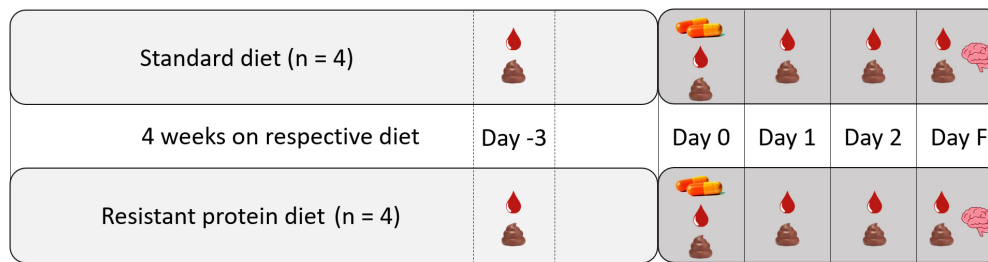 Standard diet (n = 4)
4 weeks on respective diet
Day -3
Day 0
Day 1
Day 2
Day F
Resistant protein diet (n = 4)